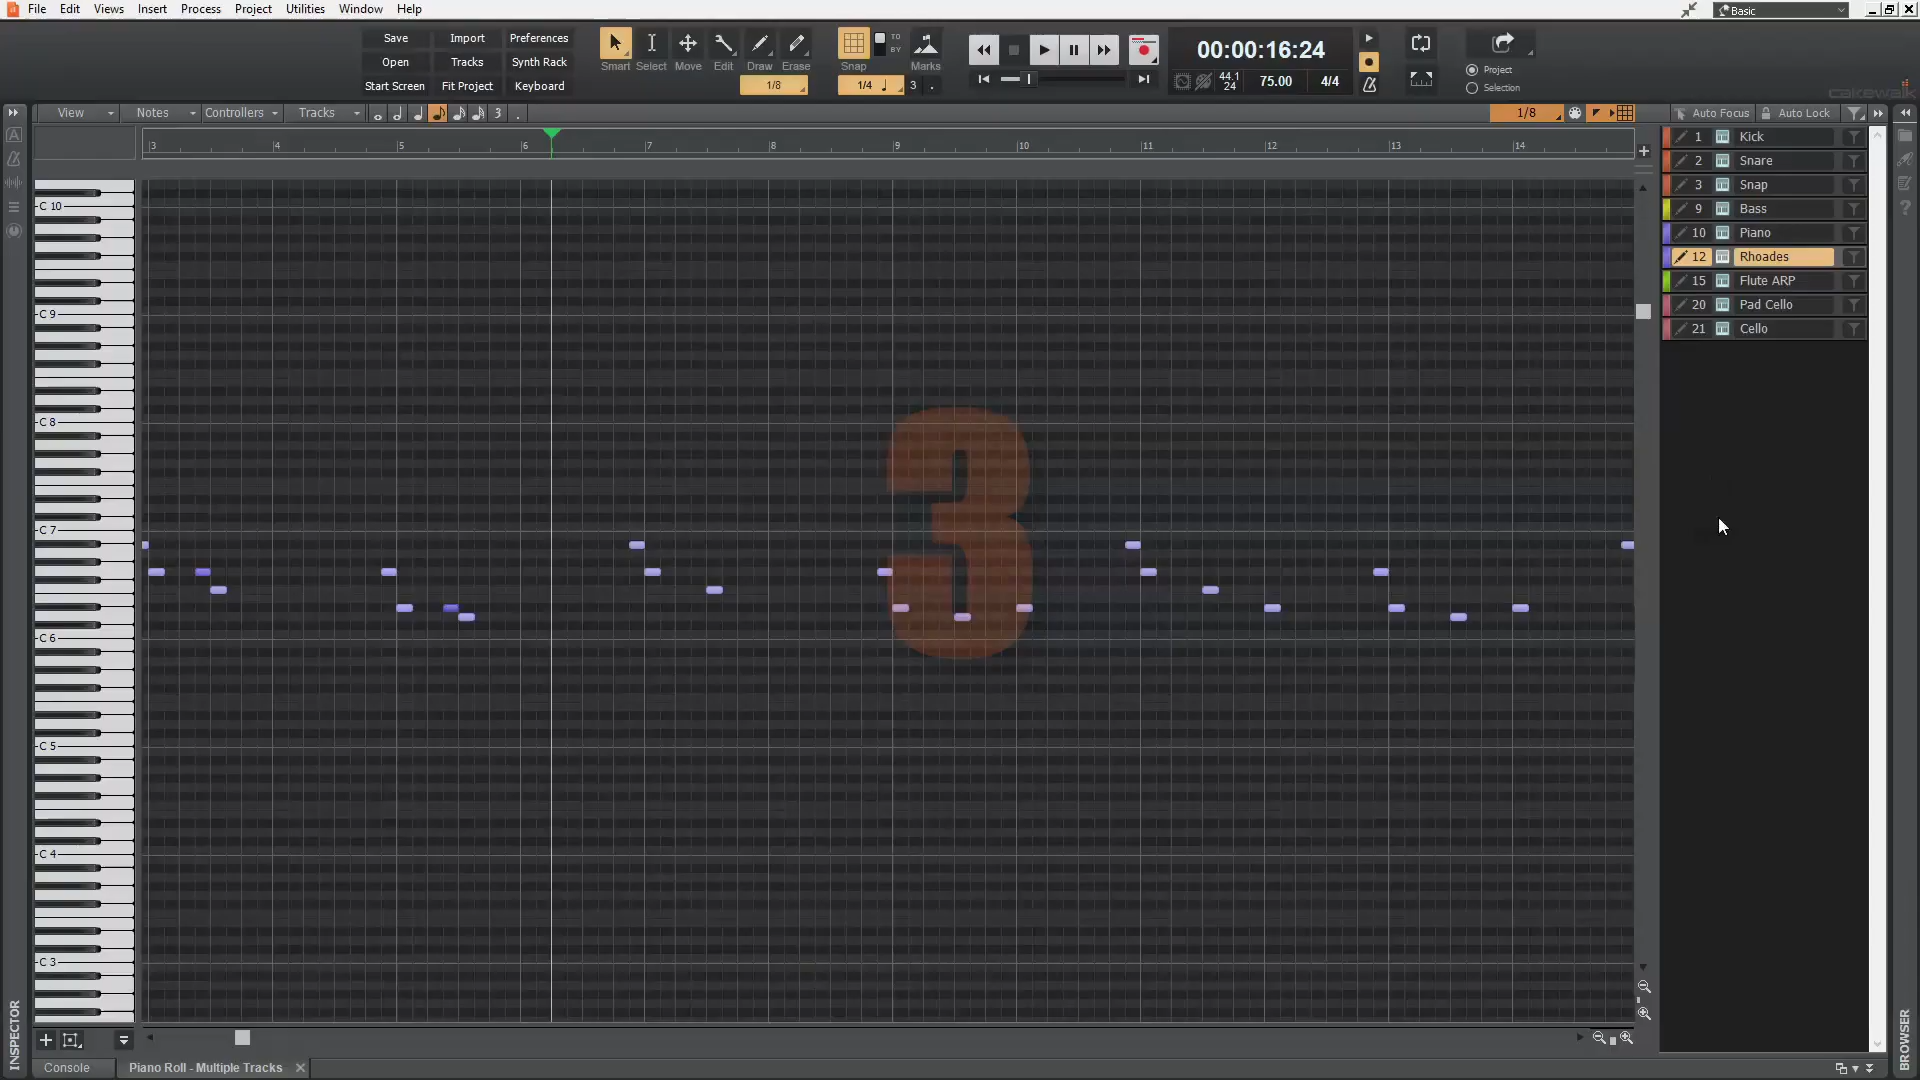 File Edit Views Insert Process Project Utilities Window Help
Basic
Save Import Preferences
Open Tracks Synth Rack
Start Screen Fit Project Keyboard
Smart Select Move Edit Draw Erase
1/8
Snap
TO
BY
Marks
1/4 3 .
00:00:16:24
44.1
24
75.00 4/4
Project
Selection
cakewalk
View Notes Controllers Tracks 3 .
1/8
Auto Focus Auto Lock
3 4 5 6 7 8 9 10 11 12 13 14
1 Kick
2 Snare
3 Snap
9 Bass
10 Piano
12 Rhoades
15 Flute ARP
20 Pad Cello
21 Cello
C 10
C 9
C 8
C 7
C 6
C 5
C 4
C 3
3
INSPECTOR
BROWSER
Console Piano Roll - Multiple Tracks